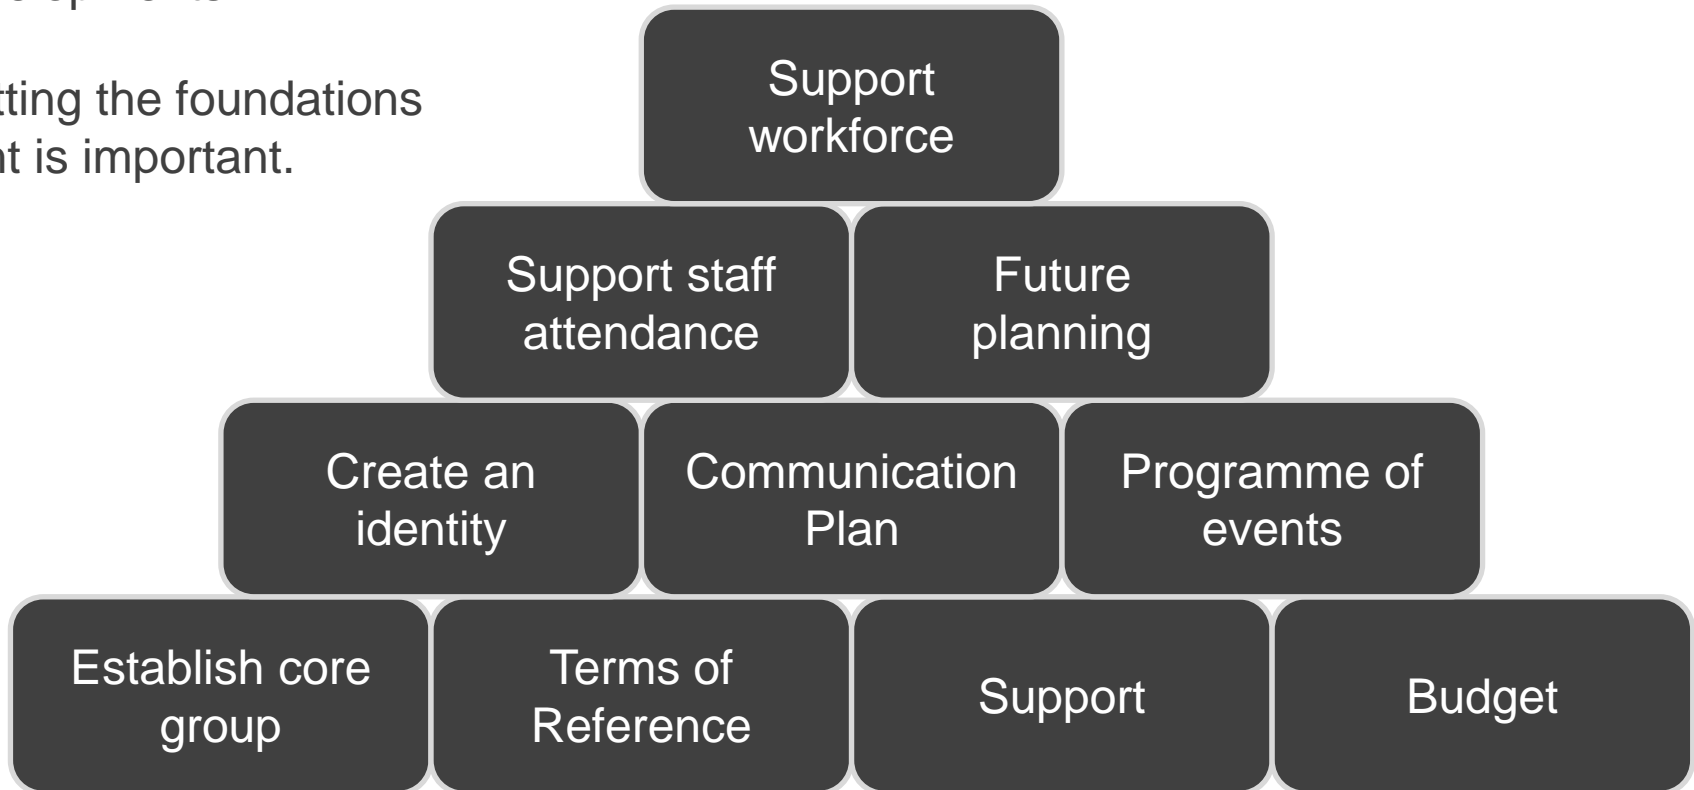 tting the foundations
t is important.
Support
workforce
Support staff
attendance
Future
planning
Create an
identity
Communication
Plan
Programme of
events
Establish core
group
Terms of
Reference
Support
Budget